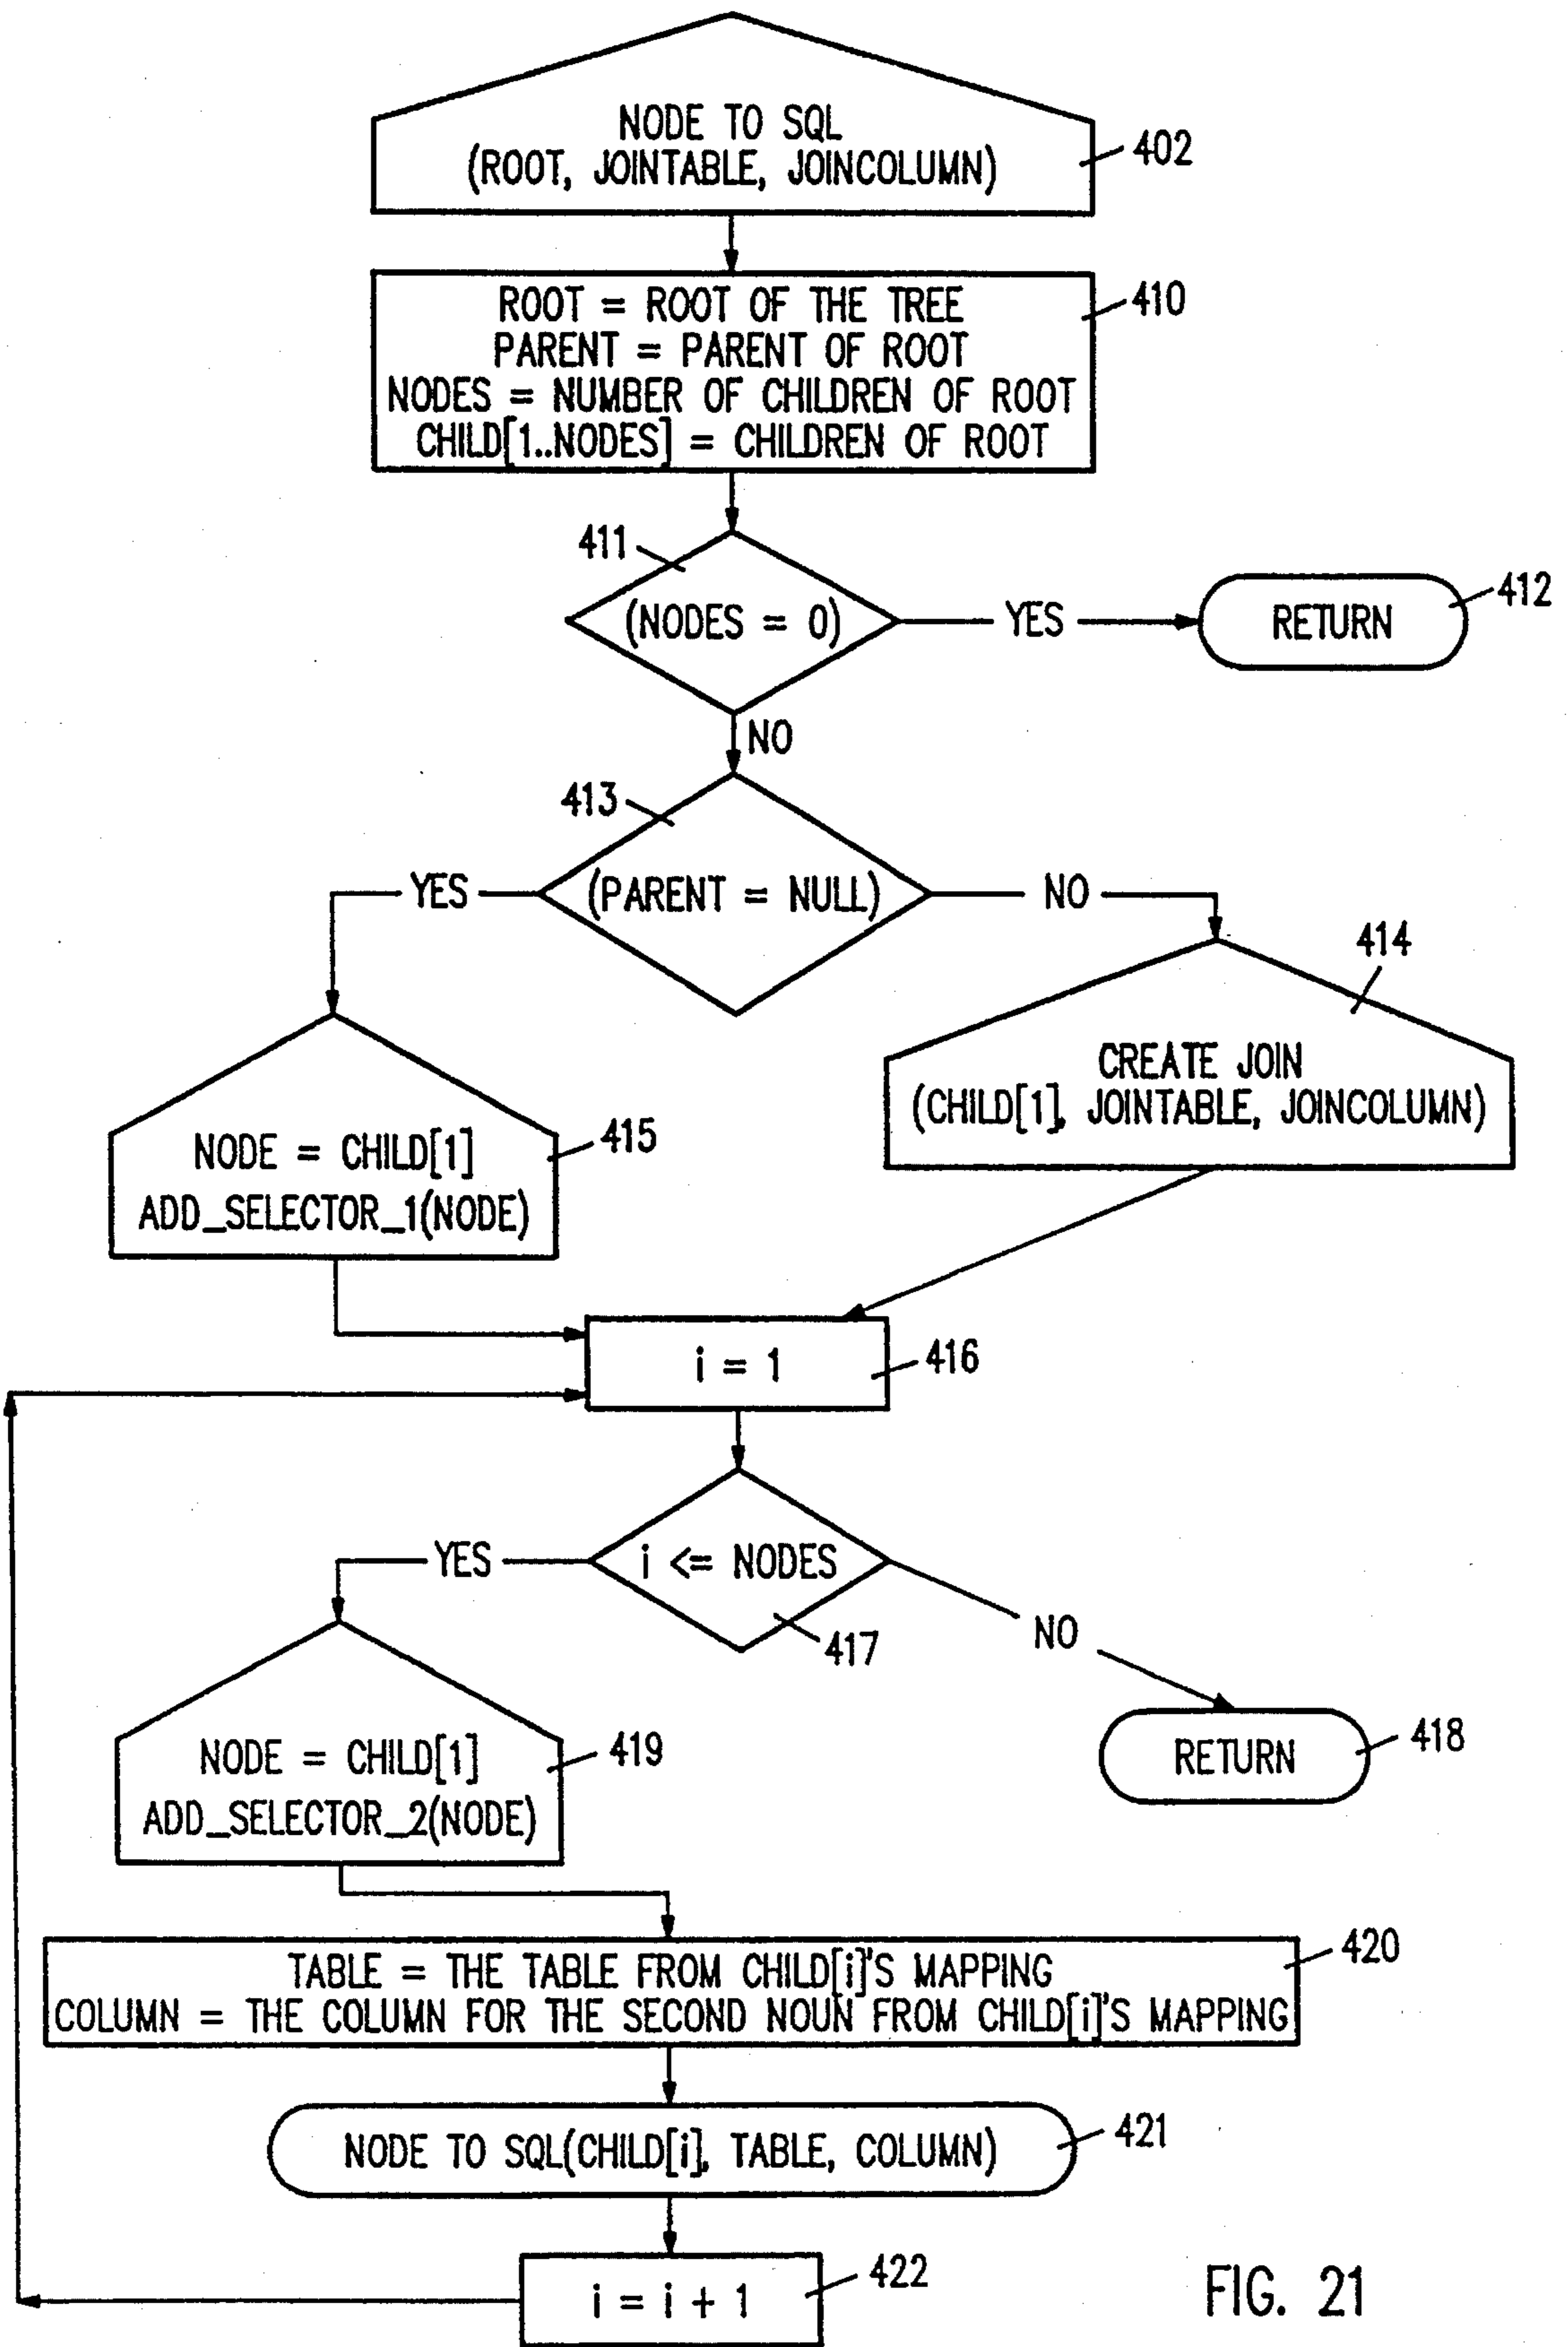 NODE TO SQL
(ROOT, JOINTABLE, JOINCOLUMN)
402
ROOT = ROOT OF THE TREE
PARENT = PARENT OF ROOT
NODES = NUMBER OF CHILDREN OF ROOT
CHILD[1..NODES] = CHILDREN OF ROOT
410
411
(NODES = 0)
YES
RETURN
412
NO
413
(PARENT = NULL)
YES
NO
414
CREATE JOIN
(CHILD[1], JOINTABLE, JOINCOLUMN)
NODE = CHILD[1]
ADD_SELECTOR_1(NODE)
415
i = 1
416
i <= NODES
YES
417
NO
RETURN
418
NODE = CHILD[1]
ADD_SELECTOR_2(NODE)
419
TABLE = THE TABLE FROM CHILD[i]'S MAPPING
COLUMN = THE COLUMN FOR THE SECOND NOUN FROM CHILD[i]'S MAPPING
420
NODE TO SQL(CHILD[i], TABLE, COLUMN)
421
i = i + 1
422
FIG. 21